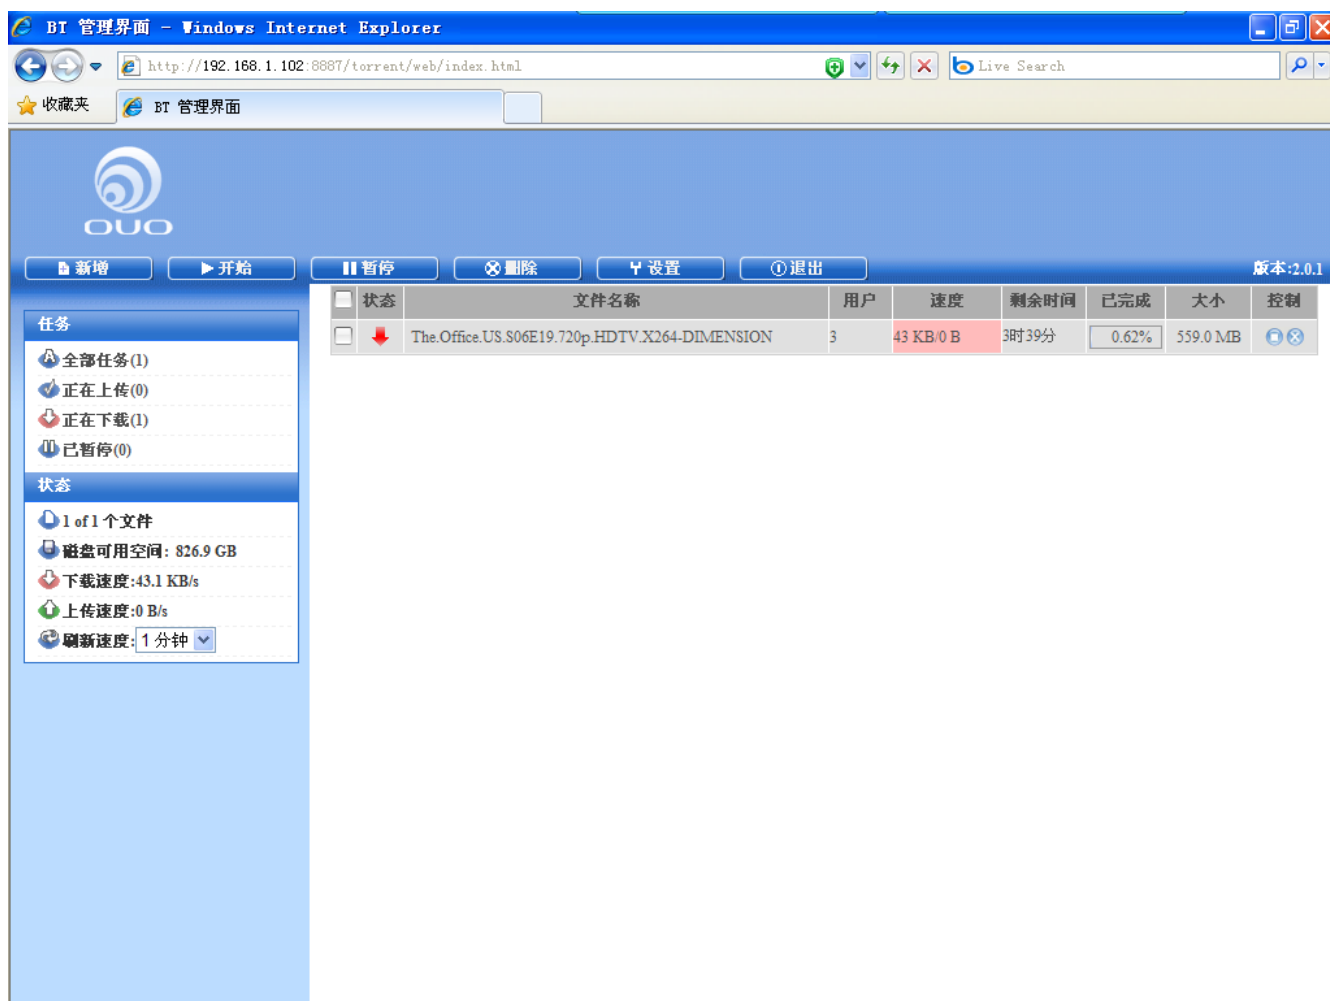 BT 管理界面 - Windows Internet Explorer
http://192.168.1.102:8887/torrent/web/index.html
Live Search
收藏夹
BT 管理界面
OUO
新增
开始
暂停
删除
设置
退出
版本:2.0.1
状态 文件名称 用户 速度 剩余时间 已完成 大小 控制
The.Office.US.S06E19.720p.HDTV.X264-DIMENSION 3 43 KB/0 B 3时39分 0.62% 559.0 MB
任务
全部任务(1)
正在上传(0)
正在下载(1)
已暂停(0)
状态
1 of 1 个文件
磁盘可用空间: 826.9 GB
下载速度:43.1 KB/s
上传速度:0 B/s
刷新速度: 1 分钟